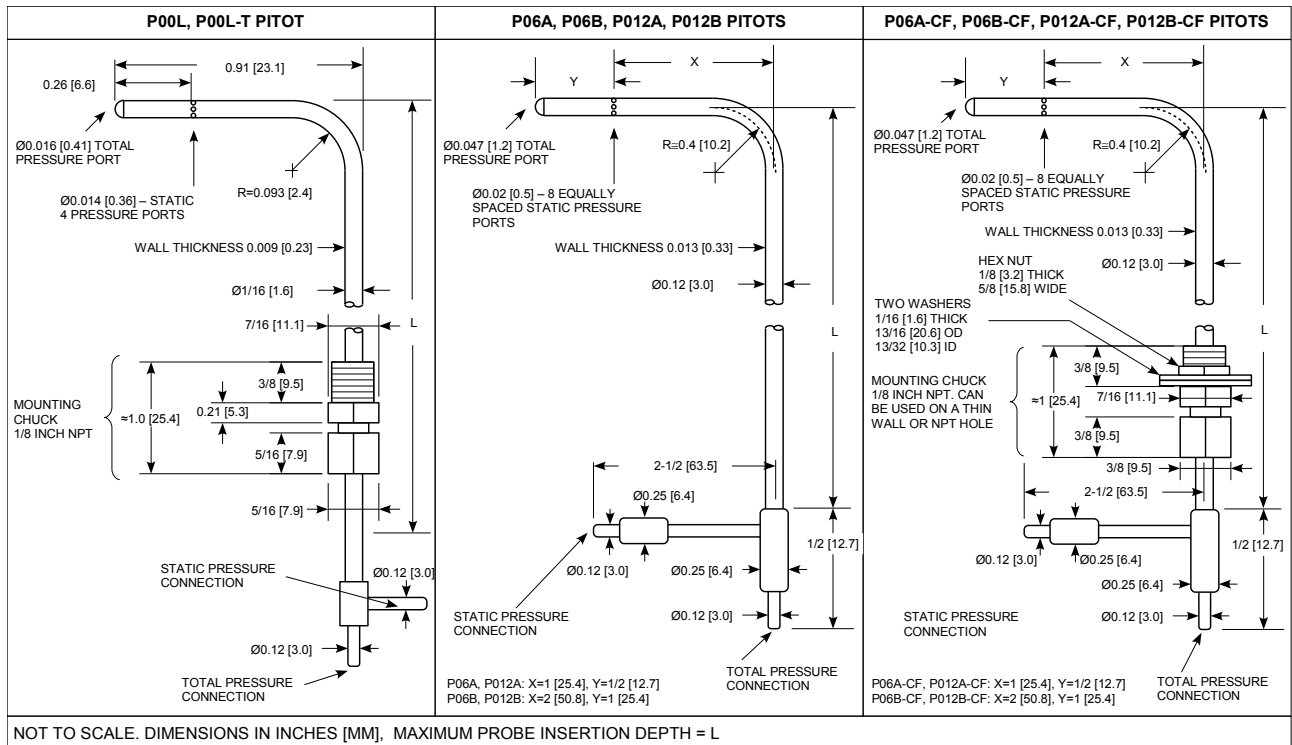 P00L, P00L-T PITOT
0.91 [23.1]
0.26 [6.6]
Ø0.016 [0.41] TOTAL
PRESSURE PORT
R=0.093 [2.4]
Ø0.014 [0.36] – STATIC
4 PRESSURE PORTS
WALL THICKNESS 0.009 [0.23]
Ø1/16 [1.6]
L
7/16 [11.1]
3/8 [9.5]
MOUNTING
CHUCK
1/8 INCH NPT
≈1.0 [25.4]
0.21 [5.3]
5/16 [7.9]
5/16 [7.9]
STATIC PRESSURE
CONNECTION
Ø0.12 [3.0]
Ø0.12 [3.0]
TOTAL PRESSURE
CONNECTION
P06A, P06B, P012A, P012B PITOTS
X
Y
Ø0.047 [1.2] TOTAL
PRESSURE PORT
R≅0.4 [10.2]
Ø0.02 [0.5] – 8 EQUALLY
SPACED STATIC PRESSURE
PORTS
WALL THICKNESS 0.013 [0.33]
Ø0.12 [3.0]
L
2-1/2 [63.5]
Ø0.25 [6.4]
1/2 [12.7]
Ø0.12 [3.0]
Ø0.25 [6.4]
STATIC PRESSURE
CONNECTION
Ø0.12 [3.0]
TOTAL PRESSURE
CONNECTION
P06A, P012A: X=1 [25.4], Y=1/2 [12.7]
P06B, P012B: X=2 [50.8], Y=1 [25.4]
P06A-CF, P06B-CF, P012A-CF, P012B-CF PITOTS
X
Y
Ø0.047 [1.2] TOTAL
PRESSURE PORT
R≅0.4 [10.2]
Ø0.02 [0.5] – 8 EQUALLY
SPACED STATIC PRESSURE
PORTS
WALL THICKNESS 0.013 [0.33]
HEX NUT
1/8 [3.2] THICK
5/8 [15.8] WIDE
Ø0.12 [3.0]
TWO WASHERS
1/16 [1.6] THICK
13/16 [20.6] OD
13/32 [10.3] ID
L
3/8 [9.5]
MOUNTING CHUCK
1/8 INCH NPT. CAN
BE USED ON A THIN
WALL OR NPT HOLE
≈1 [25.4]
7/16 [11.1]
3/8 [9.5]
3/8 [9.5]
2-1/2 [63.5]
Ø0.25 [6.4]
1/2 [12.7]
Ø0.12 [3.0]
Ø0.25 [6.4]
STATIC PRESSURE
CONNECTION
Ø0.12 [3.0]
TOTAL PRESSURE
CONNECTION
P06A-CF, P012A-CF: X=1 [25.4], Y=1/2 [12.7]
P06B-CF, P012B-CF: X=2 [50.8], Y=1 [25.4]
NOT TO SCALE. DIMENSIONS IN INCHES [MM], MAXIMUM PROBE INSERTION DEPTH = L